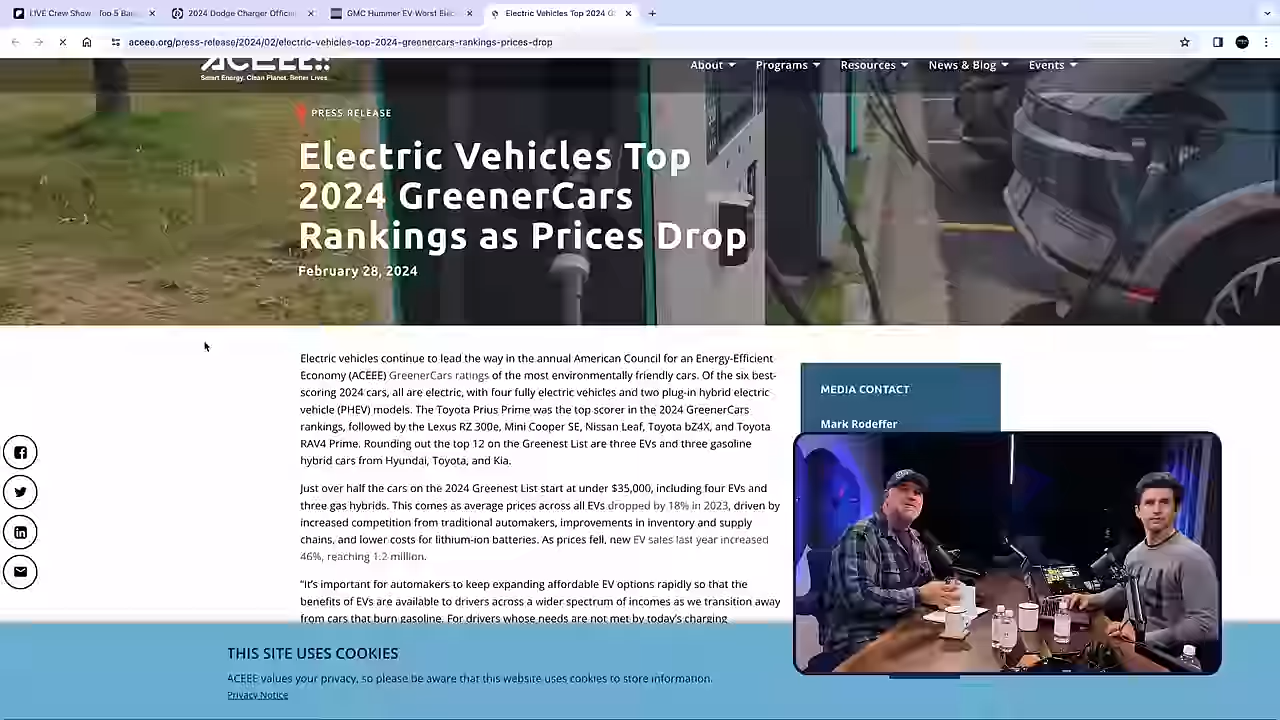 LIVE Crew Show
2024 Dodge Charger Officia
GMC Hummer EV Worst Elec
Electric Vehicles Top 2024 G
aceee.org/press-release/2024/02/electric-vehicles-top-2024-greenercars-rankings-prices-drop
ACEEE
Smart Energy. Clean Planet. Better Lives.
About
Programs
Resources
News & Blog
Events
PRESS RELEASE
Electric Vehicles Top
2024 GreenerCars
Rankings as Prices Drop
February 28, 2024
Electric vehicles continue to lead the way in the annual American Council for an Energy-Efficient
Economy (ACEEE) GreenerCars ratings of the most environmentally friendly cars. Of the six best-
scoring 2024 cars, all are electric, with four fully electric vehicles and two plug-in hybrid electric
vehicle (PHEV) models. The Toyota Prius Prime was the top scorer in the 2024 GreenerCars
rankings, followed by the Lexus RZ 300e, Mini Cooper SE, Nissan Leaf, Toyota bZ4X, and Toyota
RAV4 Prime. Rounding out the top 12 on the Greenest List are three EVs and three gasoline
hybrid cars from Hyundai, Toyota, and Kia.
Just over half the cars on the 2024 Greenest List start at under $35,000, including four EVs and
three gas hybrids. This comes as average prices across all EVs dropped by 18% in 2023, driven by
increased competition from traditional automakers, improvements in inventory and supply
chains, and lower costs for lithium-ion batteries. As prices fell, new EV sales last year increased
46%, reaching 1.2 million.
"It's important for automakers to keep expanding affordable EV options rapidly so that the
benefits of EVs are available to drivers across a wider spectrum of incomes as we transition away
from cars that burn gasoline. For drivers whose needs are not met by today's charging
MEDIA CONTACT
Mark Rodeffer
THIS SITE USES COOKIES
ACEEE values your privacy, so please be aware that this website uses cookies to store information.
Privacy Notice